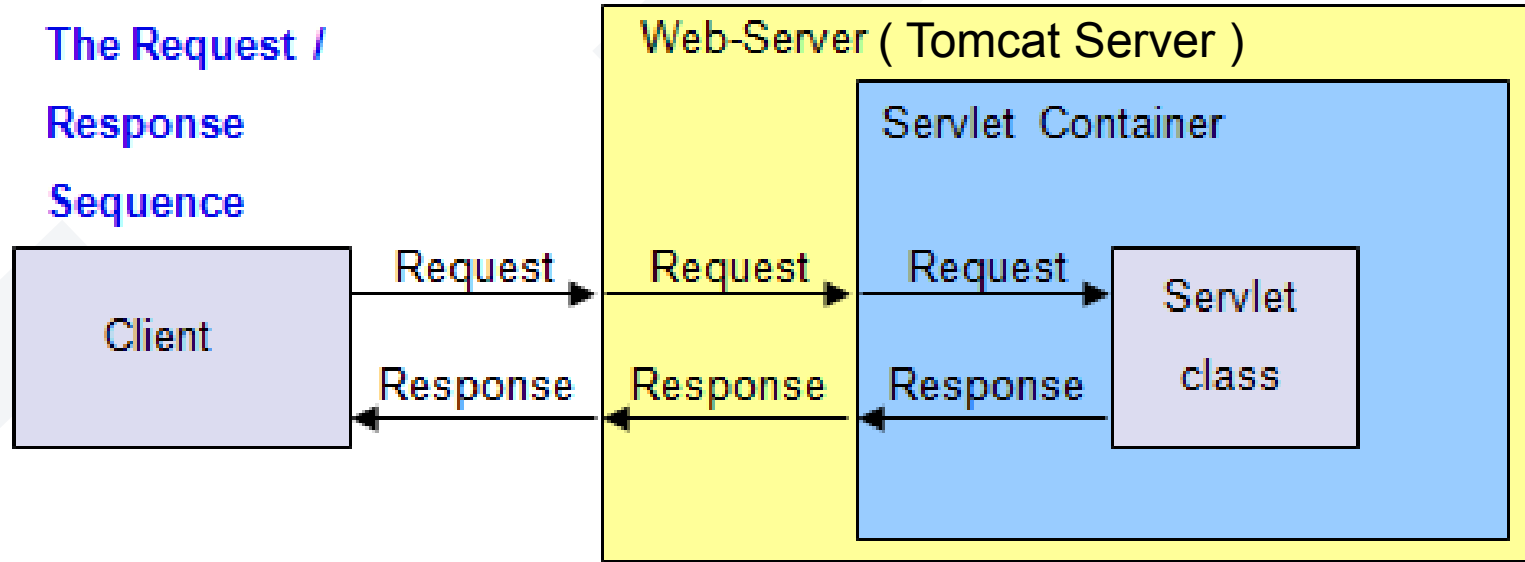 The Request /
Response
Sequence
Web-Server ( Tomcat Server )
Servlet Container
Client
Request
Request
Request
Servlet
class
Response
Response
Response